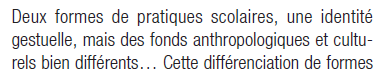 Deux formes de pratiques scolaires, une identité
gestuelle, mais des fonds anthropologiques et cultu-
rels bien différents… Cette différenciation de formes